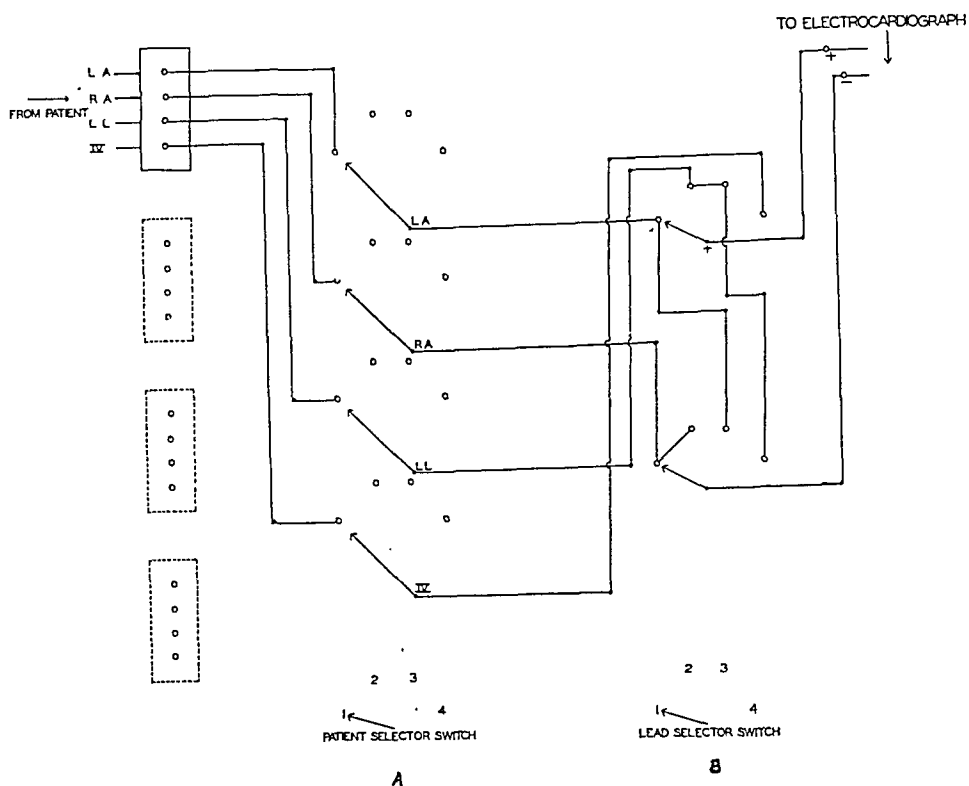 TO ELECTROCARDIOGRAPH
+
−
L A
R A
FROM PATIENT
L L
IV
LA
+
RA
LL
IV
2 3
1 4
PATIENT SELECTOR SWITCH
A
2 3
1 4
LEAD SELECTOR SWITCH
B